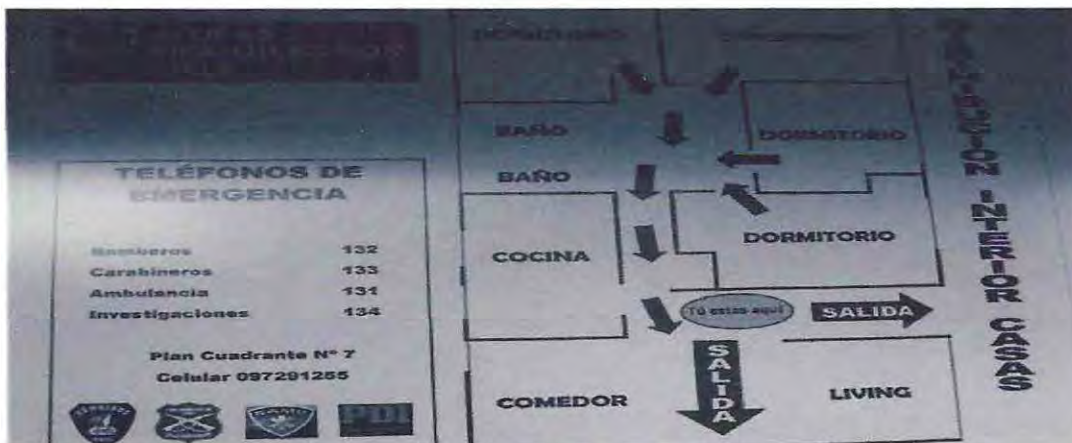 TELÉFONOS DE
EMERGENCIA
Bomberos 132
Carabineros 133
Ambulancia 131
Investigaciones 134
Plan Cuadrante N° 7
Celular 097291255
PDI
DORMITORIO
BAÑO
DORMITORIO
BAÑO
COCINA
DORMITORIO
Tú estas aquí
SALIDA
SALIDA
COMEDOR
LIVING
INTERIOR CASAS